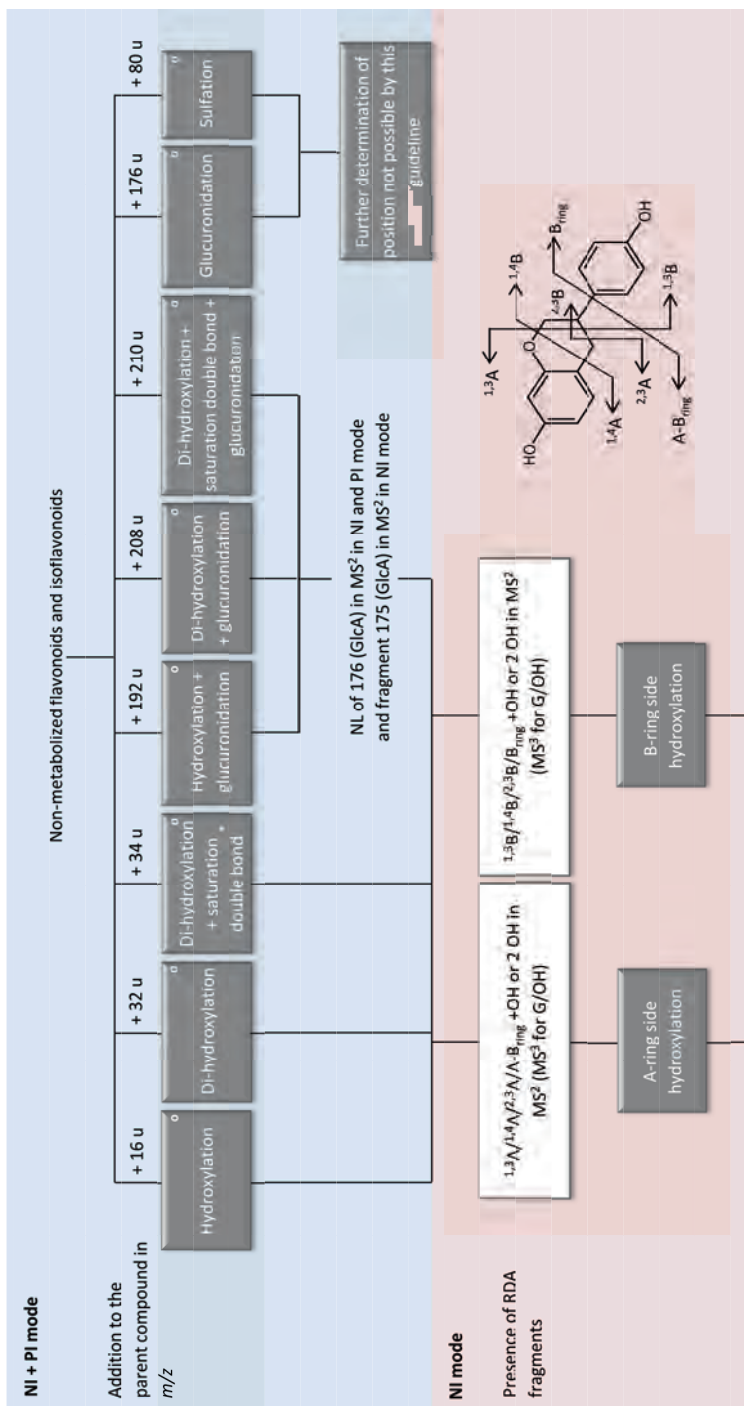 NI + PI mode
Non-metabolized flavonoids and isoflavonoids
Addition to the
parent compound in
m/z
+ 16 u
+ 32 u
+ 34 u
+ 192 u
+ 208 u
+ 210 u
+ 176 u
+ 80 u
Hydroxylation
a
Di-hydroxylation
a
Di-hydroxylation
+ saturation
double bond
a
Hydroxylation +
glucuronidation
a
Di-hydroxylation
+ glucuronidation
a
Di-hydroxylation +
saturation double bond +
glucuronidation
a
Glucuronidation
a
Sulfation
a
NL of 176 (GlcA) in MS² in NI and PI mode
and fragment 175 (GlcA) in MS² in NI mode
Further determination of
position not possible by this
guideline
NI mode
Presence of RDA
fragments
1,3A/1,4A/2,3A/A-Bring +OH or 2 OH in
MS² (MS³ for G/OH)
1,3B/1,4B/2,3B/Bring +OH or 2 OH in MS²
(MS³ for G/OH)
A-ring side
hydroxylation
B-ring side
hydroxylation
1,3A
1,4B
Bring
HO
O
2,3B
OH
1,4A
2,3A
1,3B
A-Bring